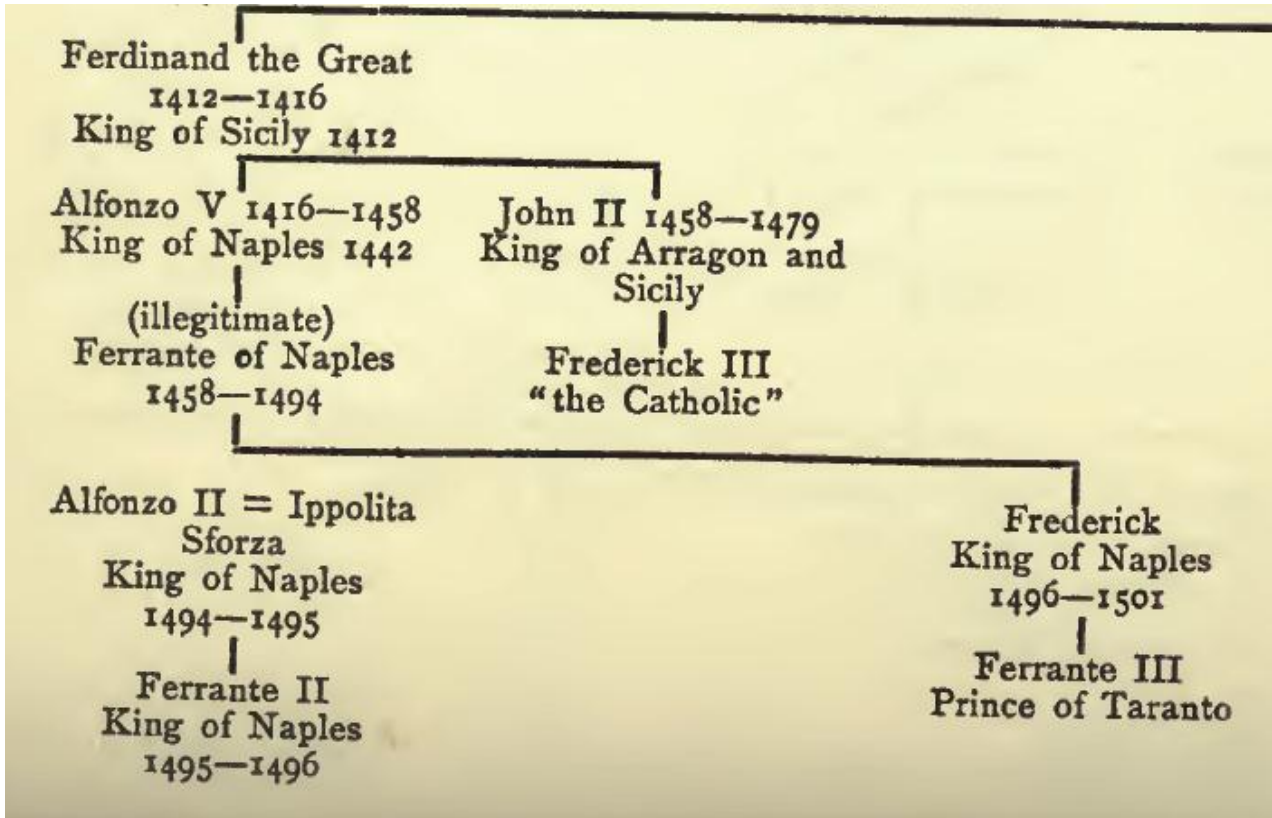 Ferdinand the Great
1412—1416
King of Sicily 1412
Alfonzo V 1416—1458
King of Naples 1442
John II 1458—1479
King of Arragon and
Sicily
(illegitimate)
Ferrante of Naples
1458—1494
Frederick III
"the Catholic"
Alfonzo II = Ippolita
Sforza
King of Naples
1494—1495
Frederick
King of Naples
1496—1501
Ferrante II
King of Naples
1495—1496
Ferrante III
Prince of Taranto